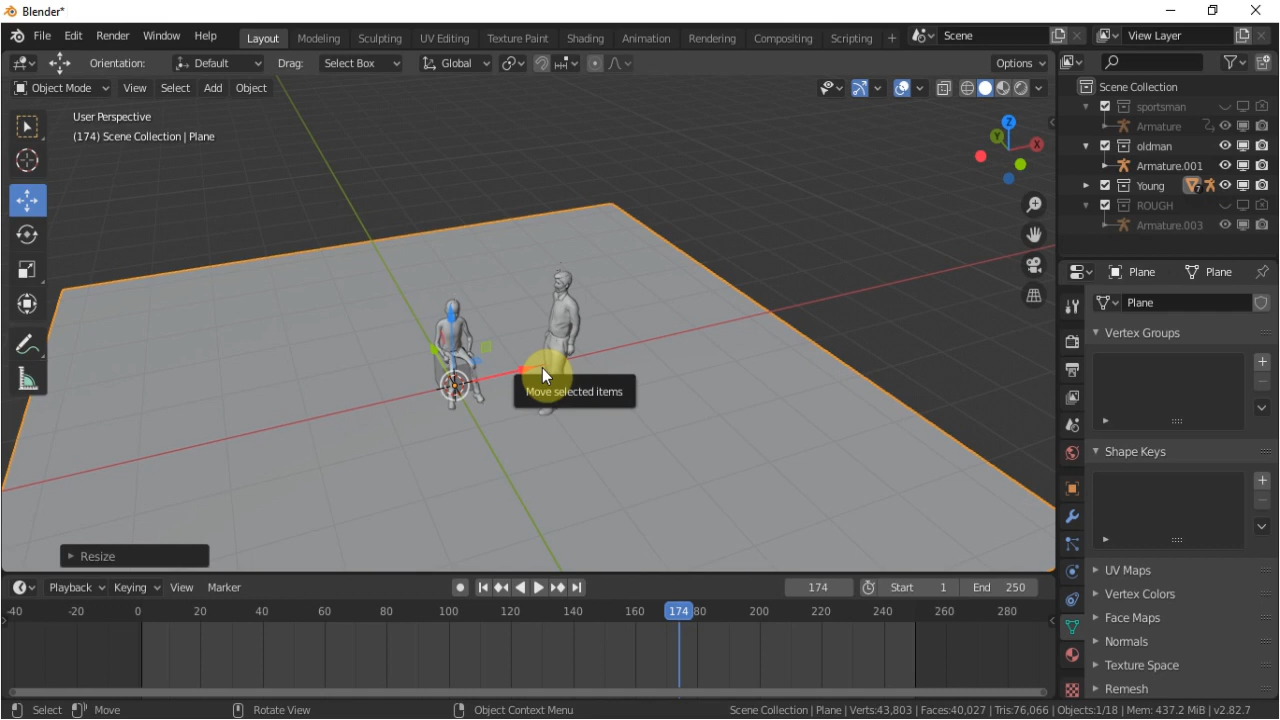 Blender*
File Edit Render Window Help Layout Modeling Sculpting UV Editing Texture Paint Shading Animation Rendering Compositing Scripting + Scene View Layer
Orientation: Default Drag: Select Box Global Options
Object Mode View Select Add Object
Scene Collection
User Perspective
(174) Scene Collection | Plane
sportsman
Armature
oldman
Armature.001
Young 7
ROUGH
Armature.003
Z
Y
X
Plane Plane
Plane
Vertex Groups
Move selected items
Shape Keys
Resize
UV Maps
Vertex Colors
Face Maps
Normals
Texture Space
Remesh
Playback Keying View Marker 174 Start 1 End 250
-40 -20 0 20 40 60 80 100 120 140 160 174 80 200 220 240 260 280
Select Move Rotate View Object Context Menu Scene Collection | Plane | Verts:43,803 | Faces:40,027 | Tris:76,066 | Objects:1/18 | Mem: 437.2 MiB | v2.82.7